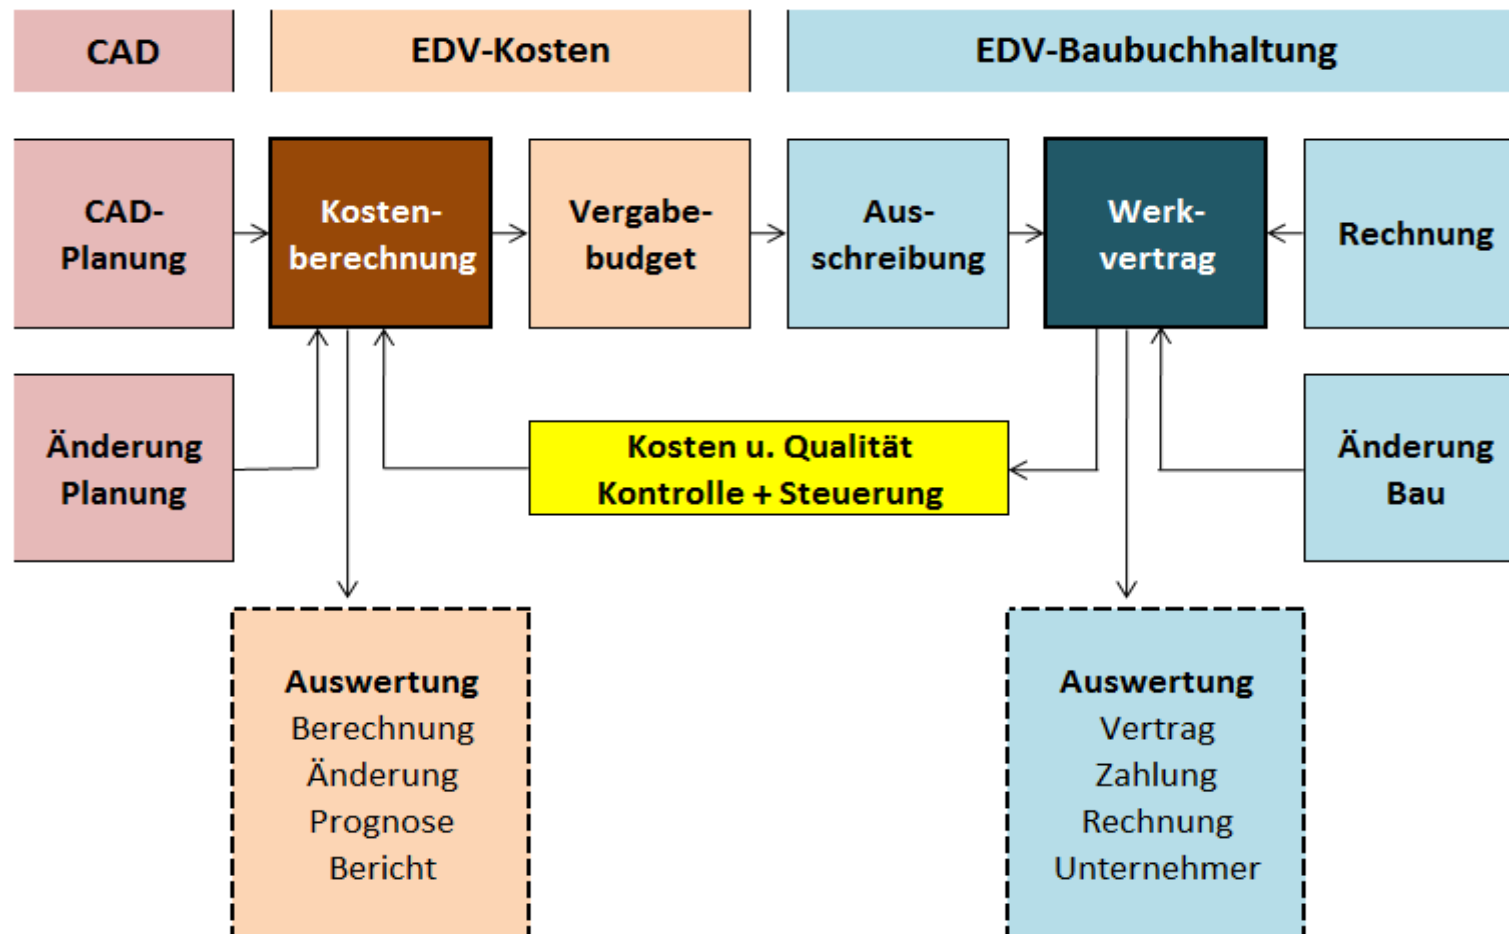 CAD
EDV-Kosten
EDV-Baubuchhaltung
CAD-
Planung
Kosten-
berechnung
Vergabe-
budget
Aus-
schreibung
Werk-
vertrag
Rechnung
Änderung
Planung
Kosten u. Qualität
Kontrolle + Steuerung
Änderung
Bau
Auswertung
Berechnung
Änderung
Prognose
Bericht
Auswertung
Vertrag
Zahlung
Rechnung
Unternehmer